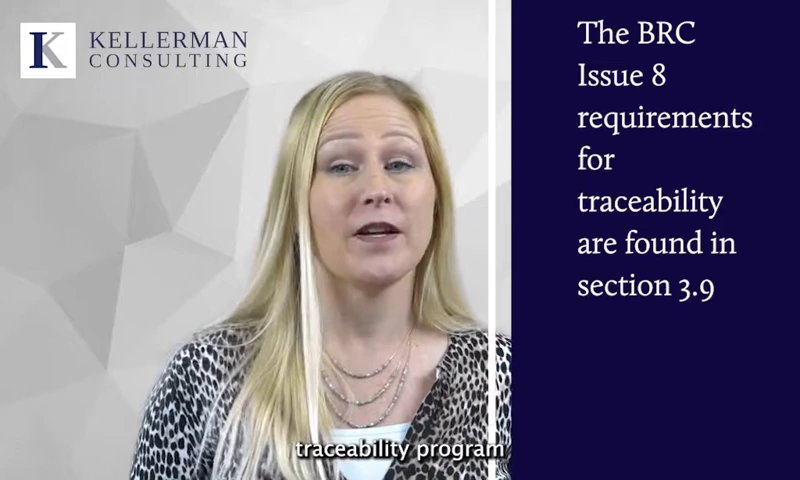 KELLERMAN
CONSULTING
The BRC
Issue 8
requirements
for
traceability
are found in
section 3.9
traceability program